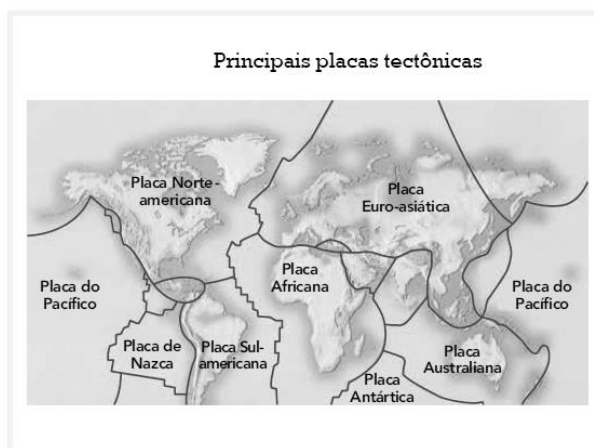 Principais placas tectônicas
Placa Norte-
americana
Placa
Euro-asiática
Placa do
Pacífico
Placa
Africana
Placa do
Pacífico
Placa de
Nazca
Placa Sul-
americana
Placa
Australiana
Placa
Antártica